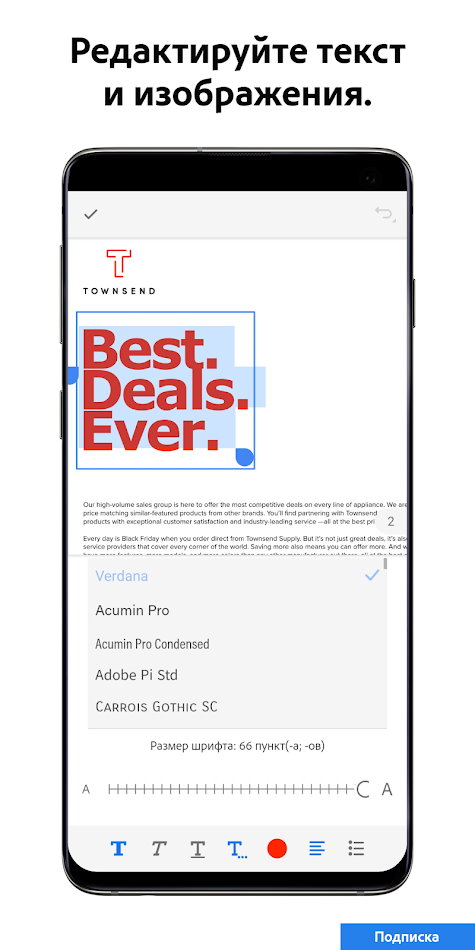 Редактируйте текст
и изображения.
TOWNSEND
Best.
Deals.
Ever.
Our high-volume sales group is here to offer the most competitive deals on every line of appliance. We are
price matching similar-featured products from other brands. You'll find partnering with Townsend
products with exceptional customer satisfaction and industry-leading service —all at the best pri
2
Every day is Black Friday when you order direct from Townsend Supply. But it's not just great deals, it's als
service providers that cover every corner of the world. Saving more also means you can offer more. And w
Verdana
Acumin Pro
Acumin Pro Condensed
Adobe Pi Std
Carrois Gothic SC
Размер шрифта: 66 пункт(-а; -ов)
A A
T T T T...
Подписка